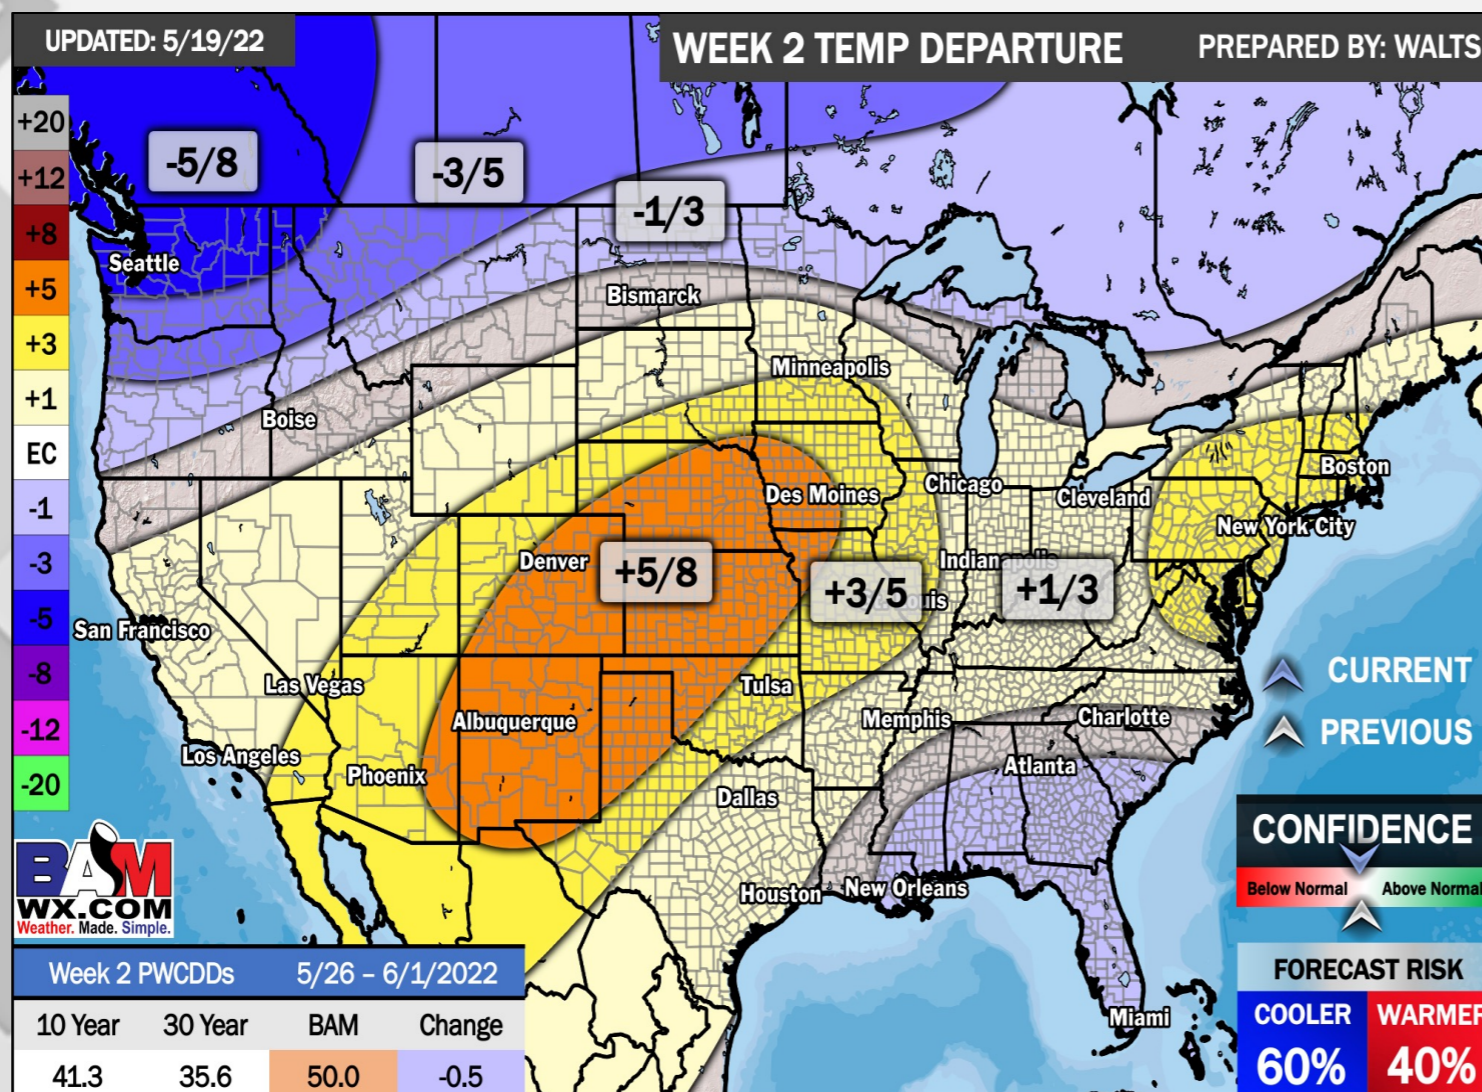 UPDATED: 5/19/22
WEEK 2 TEMP DEPARTURE
PREPARED BY: WALTS
+20
+12
+8
+5
+3
+1
EC
-1
-3
-5
-8
-12
-20
-5/8
-3/5
-1/3
Seattle
Bismarck
Minneapolis
Boise
Boston
Des Moines
Chicago
Cleveland
New York City
Denver
+5/8
Indianapolis
+3/5
+1/3
San Francisco
Las Vegas
Tulsa
Albuquerque
Memphis
Charlotte
Los Angeles
Phoenix
Atlanta
Dallas
Houston
New Orleans
Miami
CURRENT
PREVIOUS
CONFIDENCE
Below Normal
Above Normal
FORECAST RISK
COOLER WARMER
60% 40%
BAM
WX.COM
Weather. Made. Simple.
Week 2 PWCDDs 5/26 – 6/1/2022
10 Year 30 Year BAM Change
41.3 35.6 50.0 -0.5